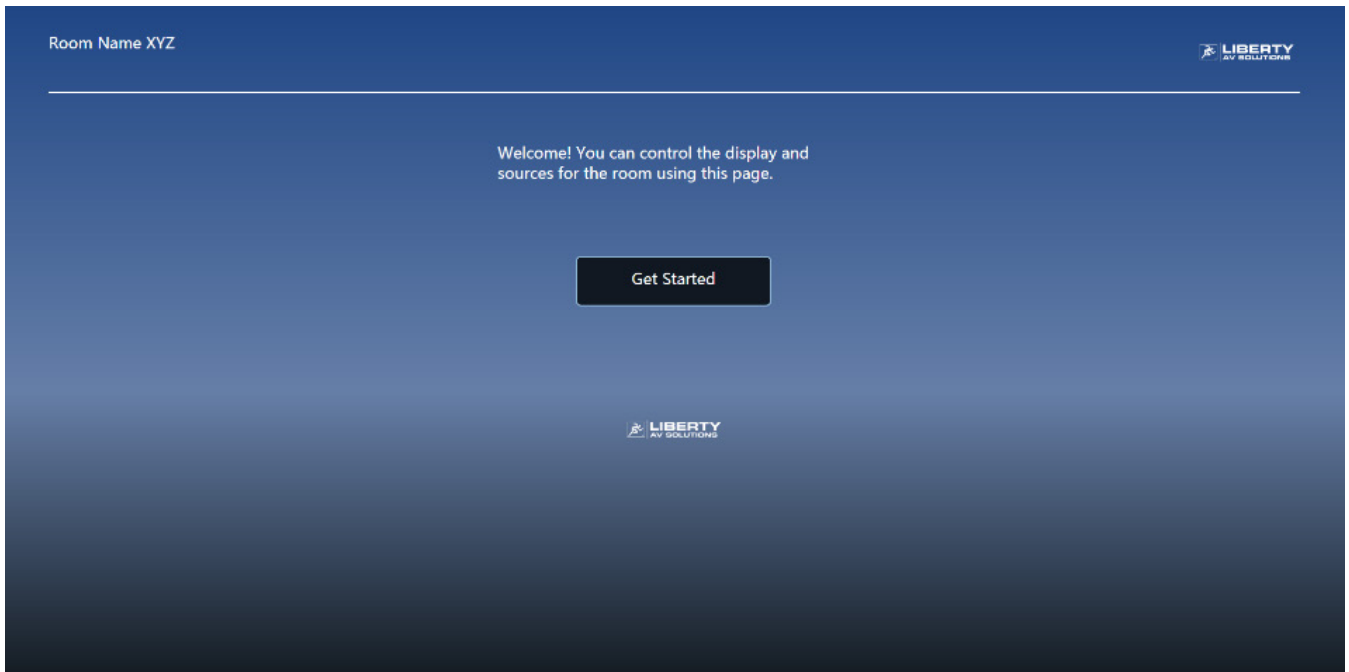 Room Name XYZ
LIBERTY
AV SOLUTIONS
Welcome! You can control the display and
sources for the room using this page.
Get Started
LIBERTY
AV SOLUTIONS